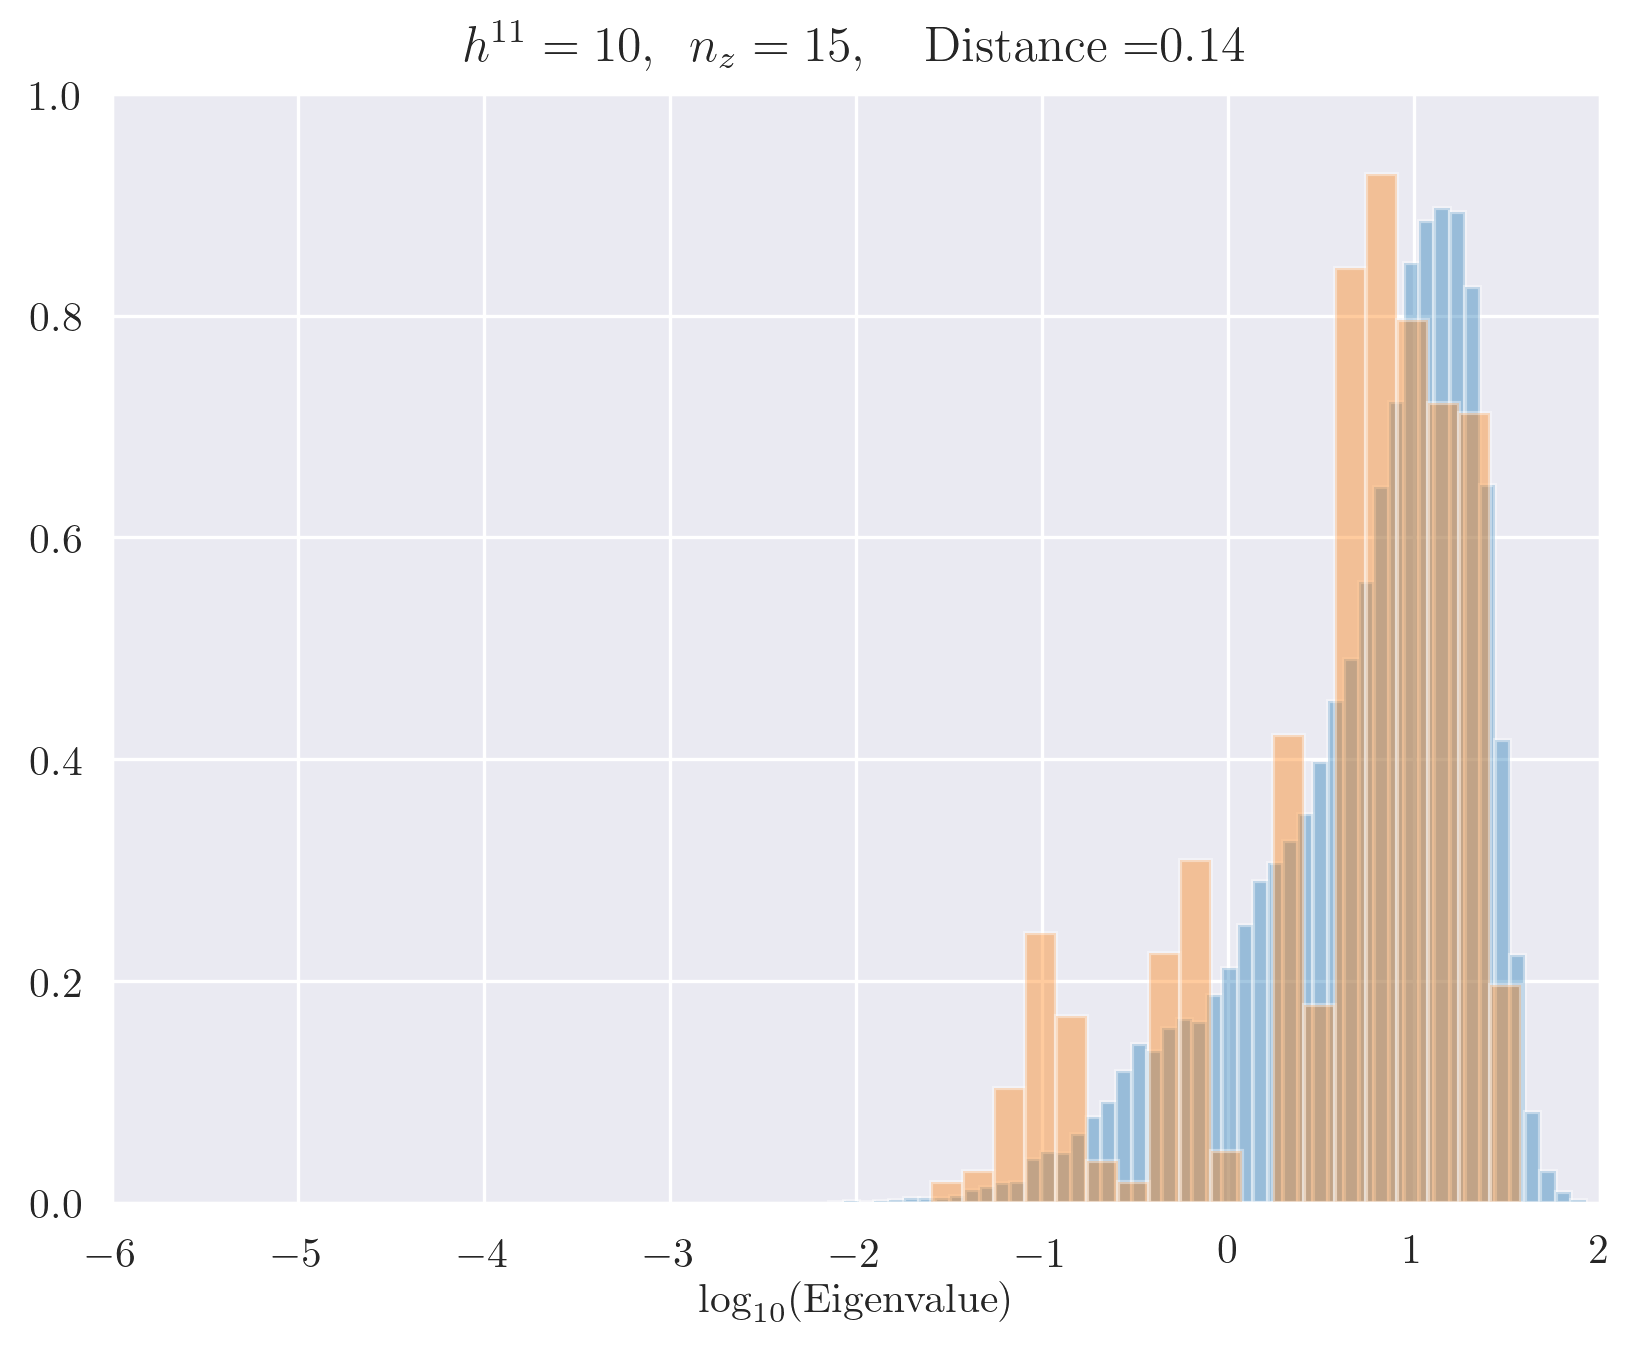 h^{11} = 10, n_z = 15, Distance =0.14
1.0
0.8
0.6
0.4
0.2
0.0
−6 −5 −4 −3 −2 −1 0 1 2
log_{10}(Eigenvalue)